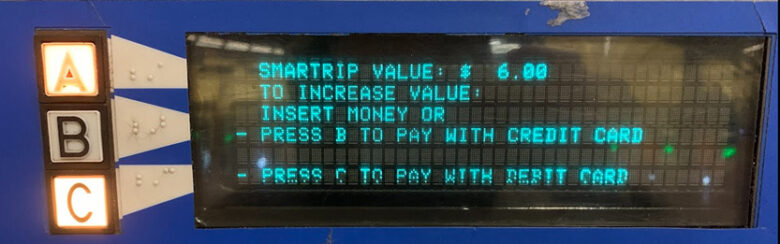 A
B
C
SMARTRIP VALUE: $ 6.00
TO INCREASE VALUE:
INSERT MONEY OR
- PRESS B TO PAY WITH CREDIT CARD
- PRESS C TO PAY WITH DEBIT CARD